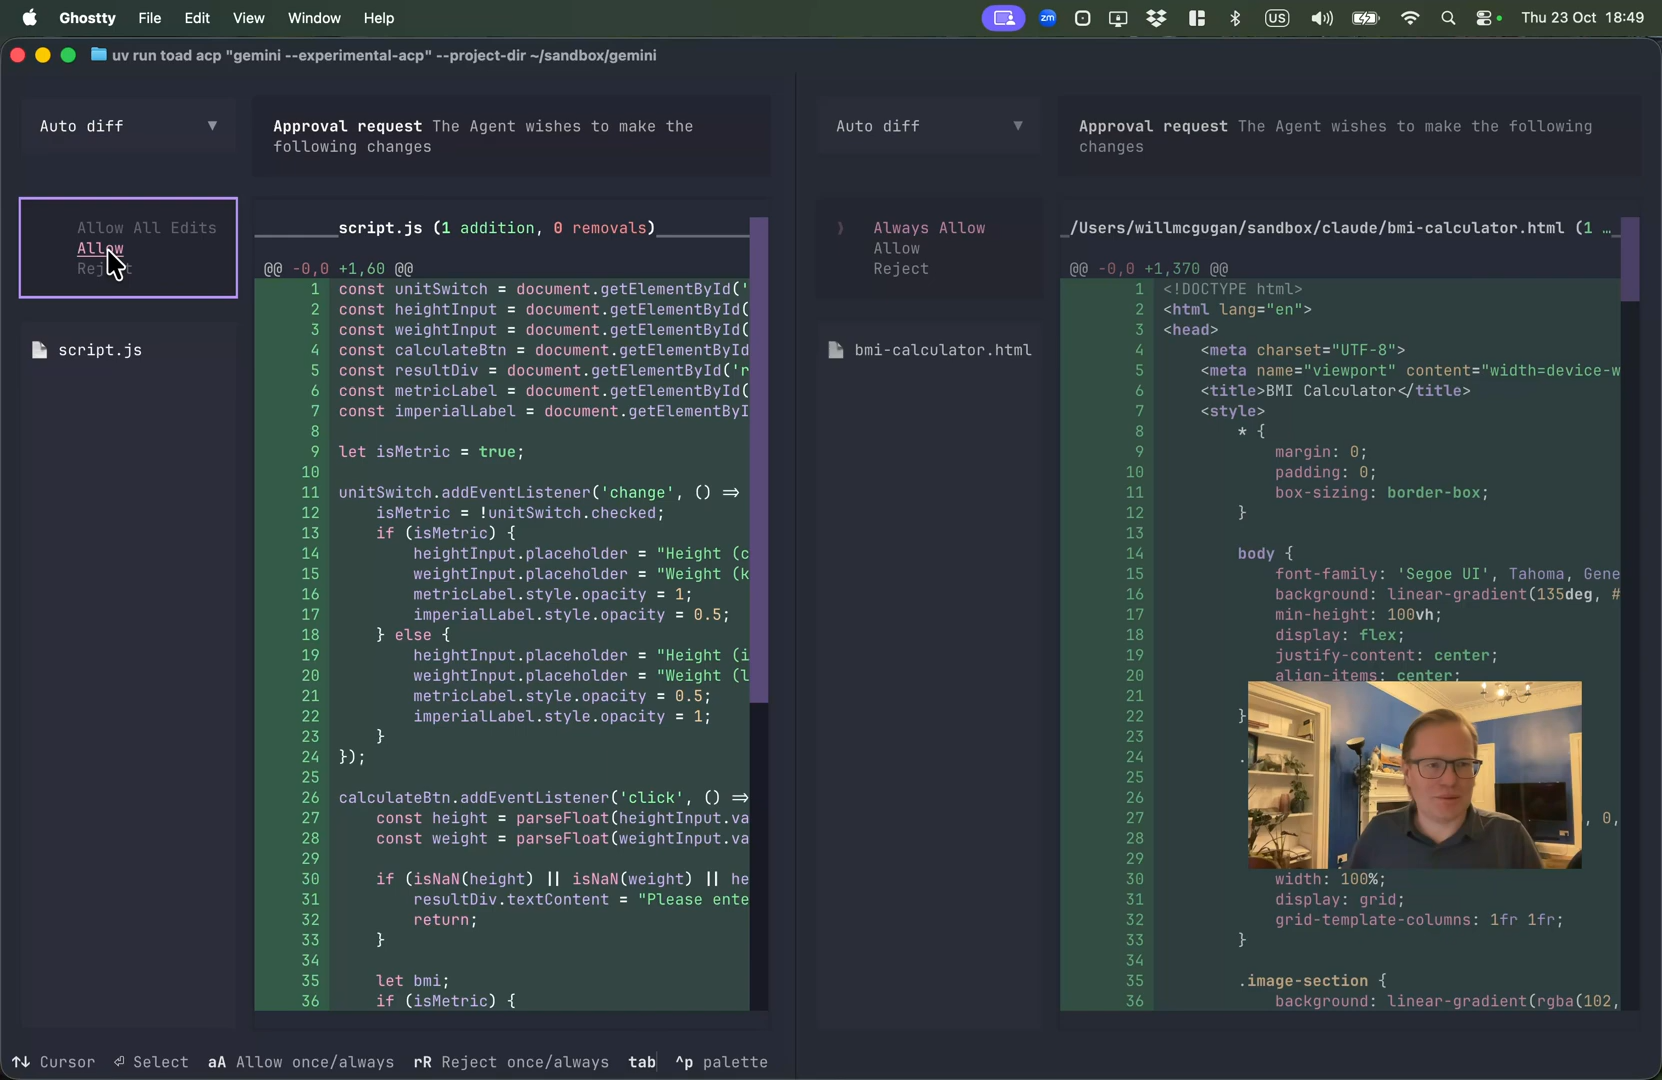 Ghostty File Edit View Window Help
zm US Thu 23 Oct 18:49
uv run toad acp "gemini --experimental-acp" --project-dir ~/sandbox/gemini
Auto diff ▼
Approval request The Agent wishes to make the
following changes
Allow All Edits
Allow
Reject
script.js
script.js (1 addition, 0 removals)
@@ -0,0 +1,60 @@
1 const unitSwitch = document.getElementById('
2 const heightInput = document.getElementById(
3 const weightInput = document.getElementById(
4 const calculateBtn = document.getElementById
5 const resultDiv = document.getElementById('r
6 const metricLabel = document.getElementById(
7 const imperialLabel = document.getElementByI
8
9 let isMetric = true;
10
11 unitSwitch.addEventListener('change', () =>
12     isMetric = !unitSwitch.checked;
13     if (isMetric) {
14         heightInput.placeholder = "Height (c
15         weightInput.placeholder = "Weight (k
16         metricLabel.style.opacity = 1;
17         imperialLabel.style.opacity = 0.5;
18     } else {
19         heightInput.placeholder = "Height (i
20         weightInput.placeholder = "Weight (l
21         metricLabel.style.opacity = 0.5;
22         imperialLabel.style.opacity = 1;
23     }
24 });
25
26 calculateBtn.addEventListener('click', () =>
27     const height = parseFloat(heightInput.va
28     const weight = parseFloat(weightInput.va
29
30     if (isNaN(height) || isNaN(weight) || he
31         resultDiv.textContent = "Please ente
32         return;
33     }
34
35     let bmi;
36     if (isMetric) {
Auto diff ▼
Approval request The Agent wishes to make the following
changes
❯ Always Allow
Allow
Reject
bmi-calculator.html
/Users/willmcgugan/sandbox/claude/bmi-calculator.html (1 …
@@ -0,0 +1,370 @@
1 <!DOCTYPE html>
2 <html lang="en">
3 <head>
4     <meta charset="UTF-8">
5     <meta name="viewport" content="width=device-w
6     <title>BMI Calculator</title>
7     <style>
8         * {
9             margin: 0;
10             padding: 0;
11             box-sizing: border-box;
12         }
13
14         body {
15             font-family: 'Segoe UI', Tahoma, Gene
16             background: linear-gradient(135deg, #
17             min-height: 100vh;
18             display: flex;
19             justify-content: center;
20             align-items: center;
21
22         }
23
24         .
25
26
27 , 0,
28
29
30             width: 100%;
31             display: grid;
32             grid-template-columns: 1fr 1fr;
33         }
34
35         .image-section {
36             background: linear-gradient(rgba(102,
↑↓ Cursor ⏎ Select aA Allow once/always rR Reject once/always tab ^p palette